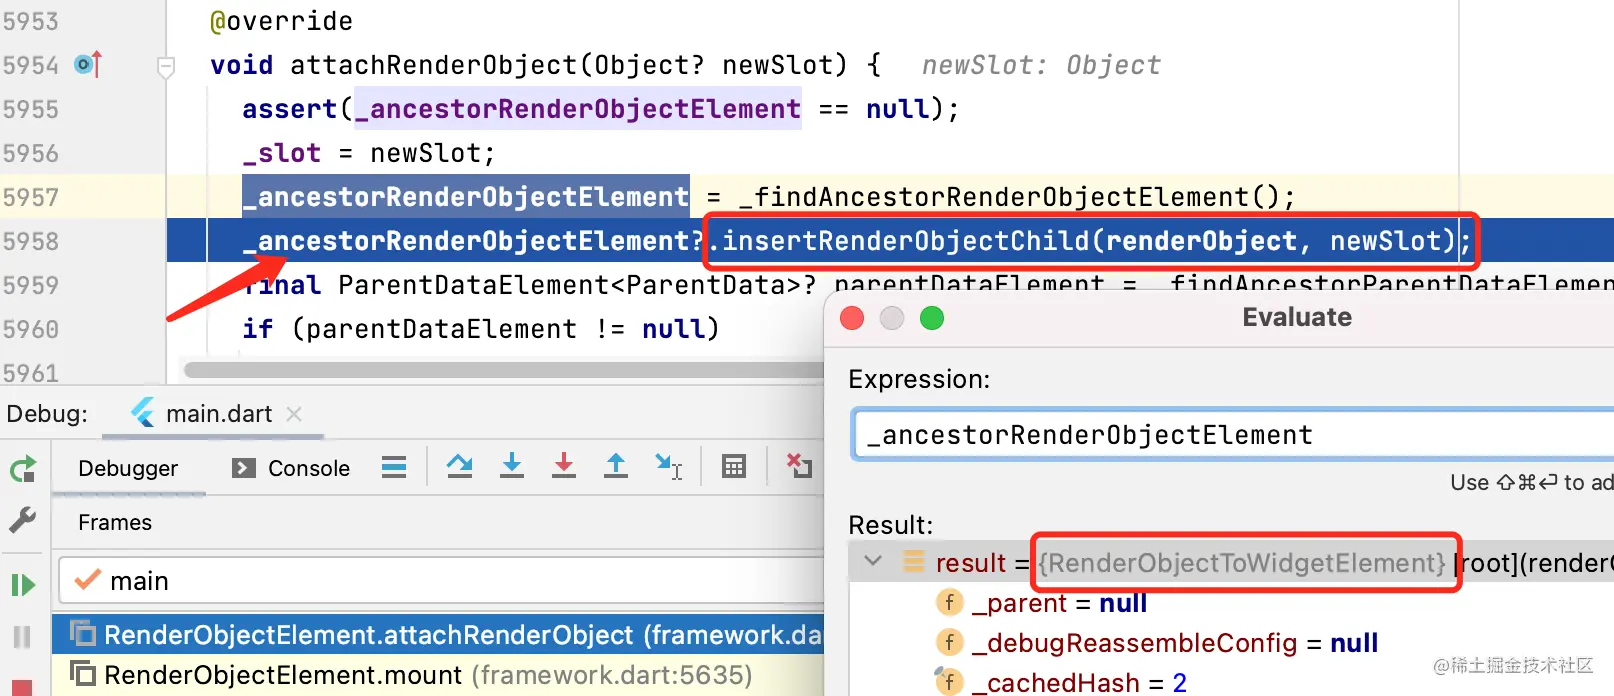 5953 @override
5954 void attachRenderObject(Object? newSlot) { newSlot: Object
5955 assert(_ancestorRenderObjectElement == null);
5956 _slot = newSlot;
5957 _ancestorRenderObjectElement = _findAncestorRenderObjectElement();
5958 _ancestorRenderObjectElement?.insertRenderObjectChild(renderObject, newSlot);
5959 final ParentDataElement<ParentData>? parentDataElement = _findAncestorParentDataElemen
5960 if (parentDataElement != null)
5961
Evaluate
Expression:
_ancestorRenderObjectElement
Use ⇧⌘↩ to ad
Result:
result = {RenderObjectToWidgetElement} [root](render
f _parent = null
f _debugReassembleConfig = null
f _cachedHash = 2
Debug: main.dart
Debugger Console
Frames
main
RenderObjectElement.attachRenderObject (framework.da
RenderObjectElement.mount (framework.dart:5635)
@稀土掘金技术社区